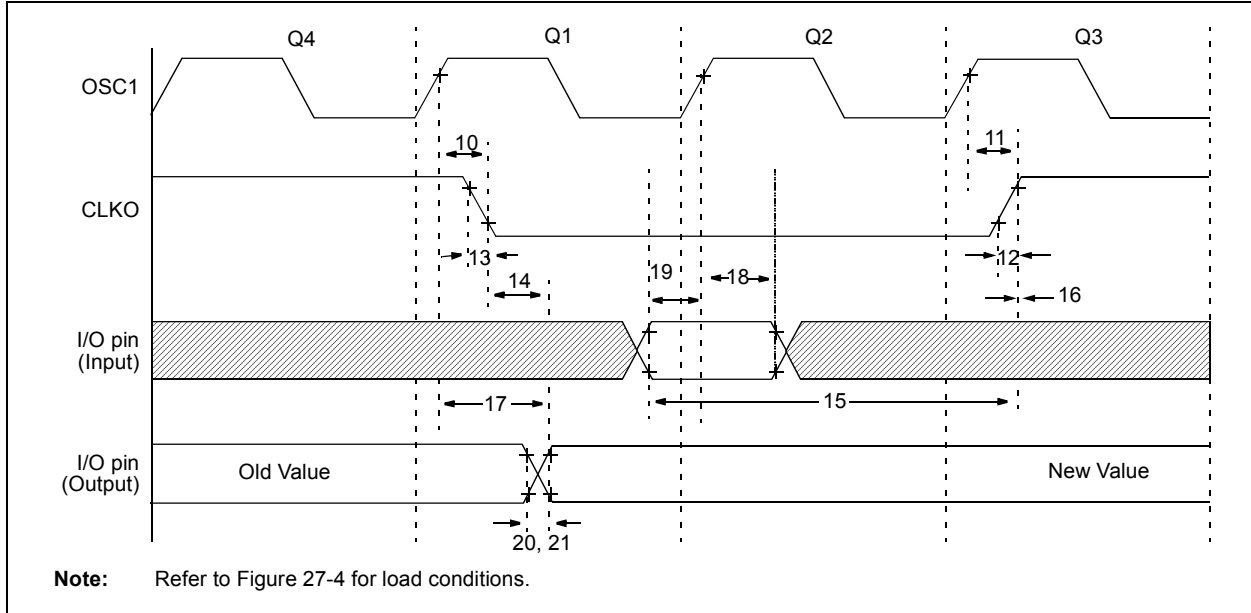 Q4 Q1 Q2 Q3
OSC1
10 11
CLKO
13 12
14 19 18 16
I/O pin
(Input)
17 15
I/O pin
(Output)
Old Value New Value
20, 21
Note: Refer to Figure 27-4 for load conditions.